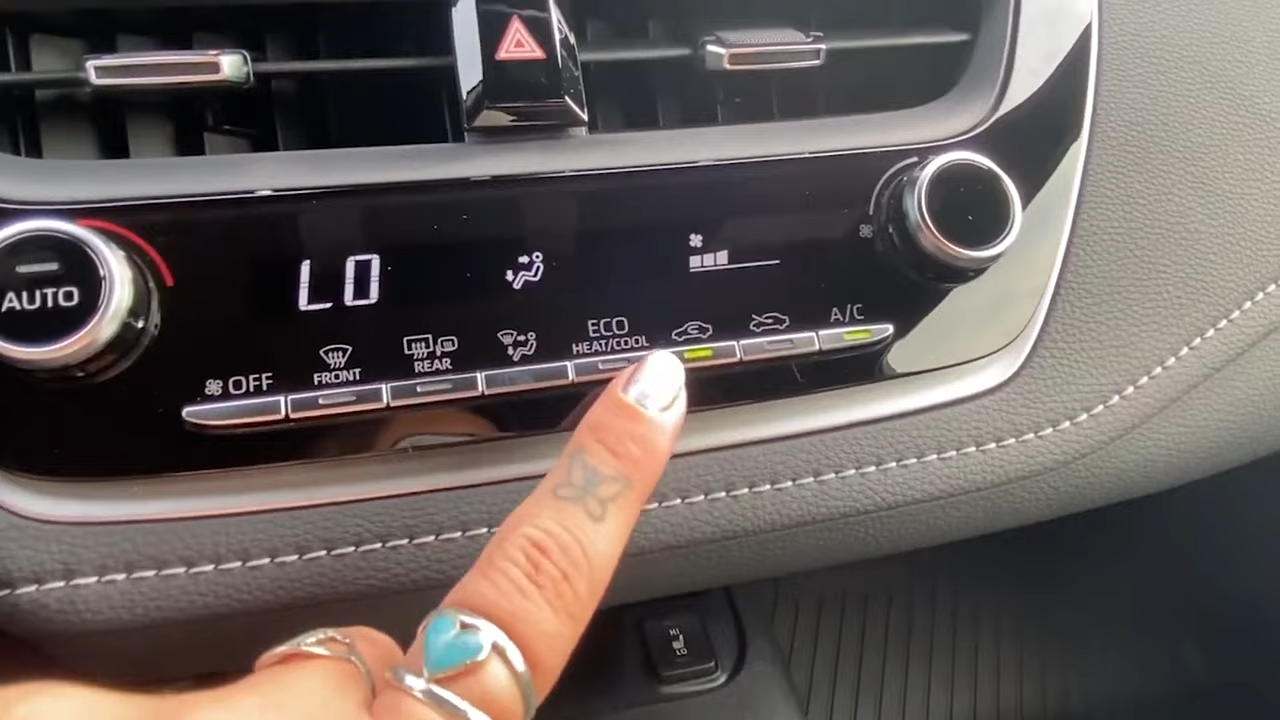 AUTO
LO
OFF
FRONT
REAR
ECO
HEAT/COOL
A/C
HI
LO